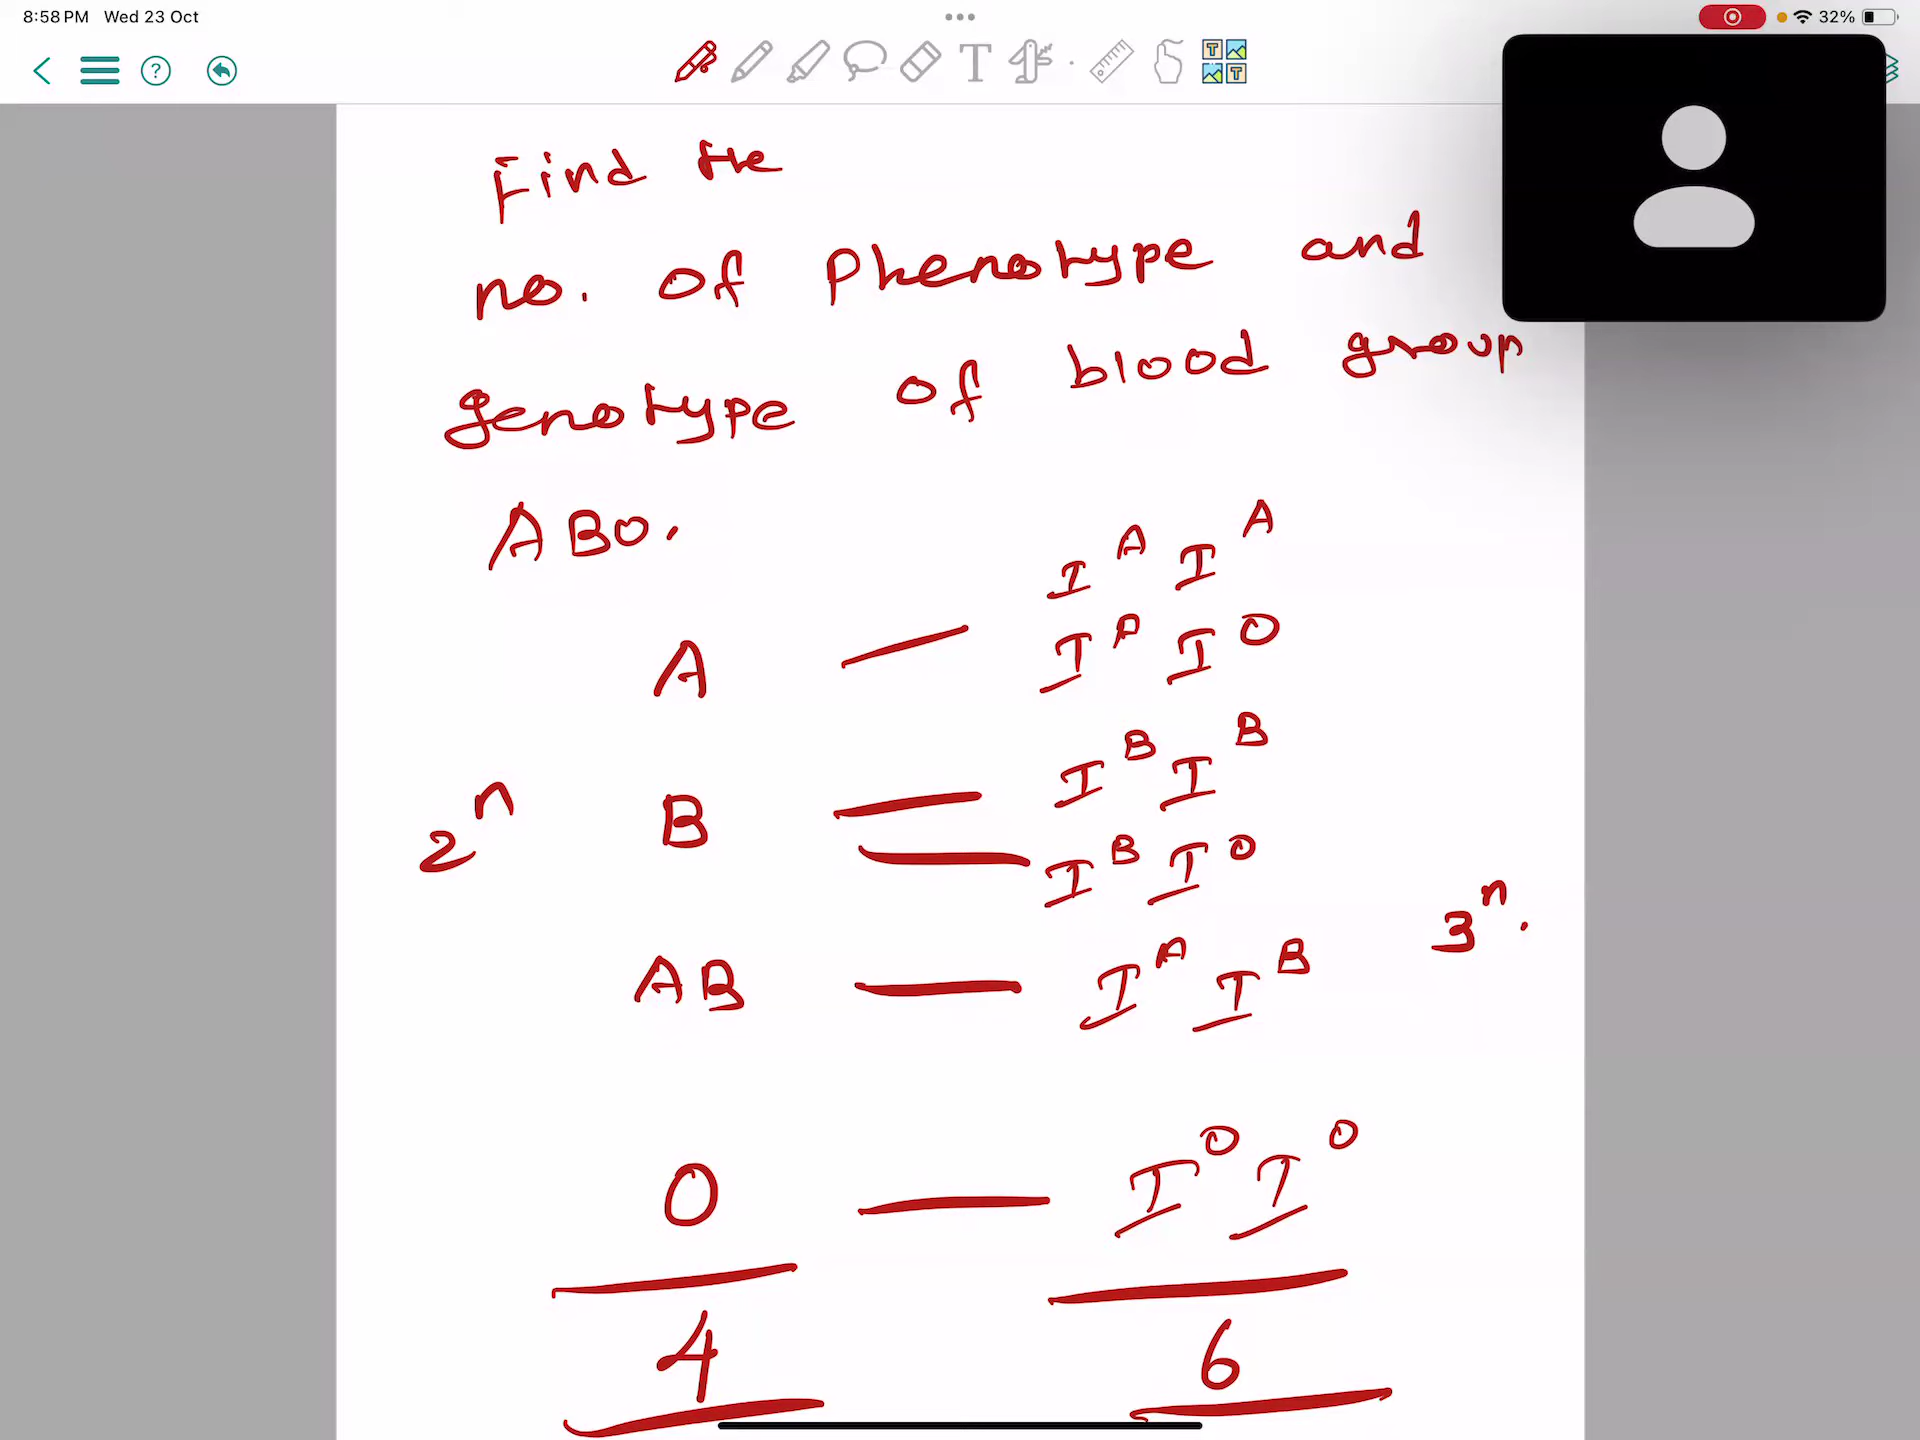 8:58 PM Wed 23 Oct
32%
Find the
no. of Phenotype and
genotype of blood group
ABO.
A — I^A I^A
I^A I^O
2^n B — I^B I^B
I^B I^O
3^n.
AB — I^A I^B
O — I^O I^O
4 6